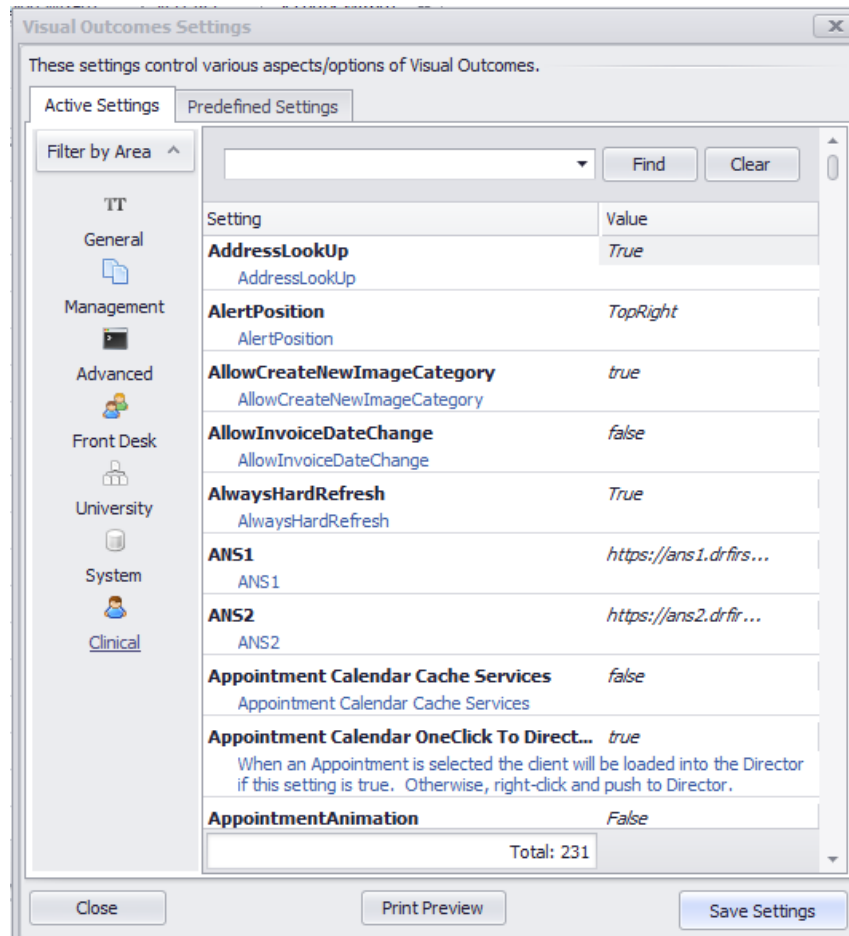 Visual Outcomes Settings
These settings control various aspects/options of Visual Outcomes.
Active Settings Predefined Settings
Filter by Area
Find Clear
TT
General
Management
Advanced
Front Desk
University
System
Clinical
Setting Value
AddressLookUp True
AddressLookUp
AlertPosition TopRight
AlertPosition
AllowCreateNewImageCategory true
AllowCreateNewImageCategory
AllowInvoiceDateChange false
AllowInvoiceDateChange
AlwaysHardRefresh True
AlwaysHardRefresh
ANS1 https://ans1.drfirs...
ANS1
ANS2 https://ans2.drfir...
ANS2
Appointment Calendar Cache Services false
Appointment Calendar Cache Services
Appointment Calendar OneClick To Direct... true
When an Appointment is selected the client will be loaded into the Director
if this setting is true. Otherwise, right-click and push to Director.
AppointmentAnimation False
Total: 231
Close Print Preview Save Settings